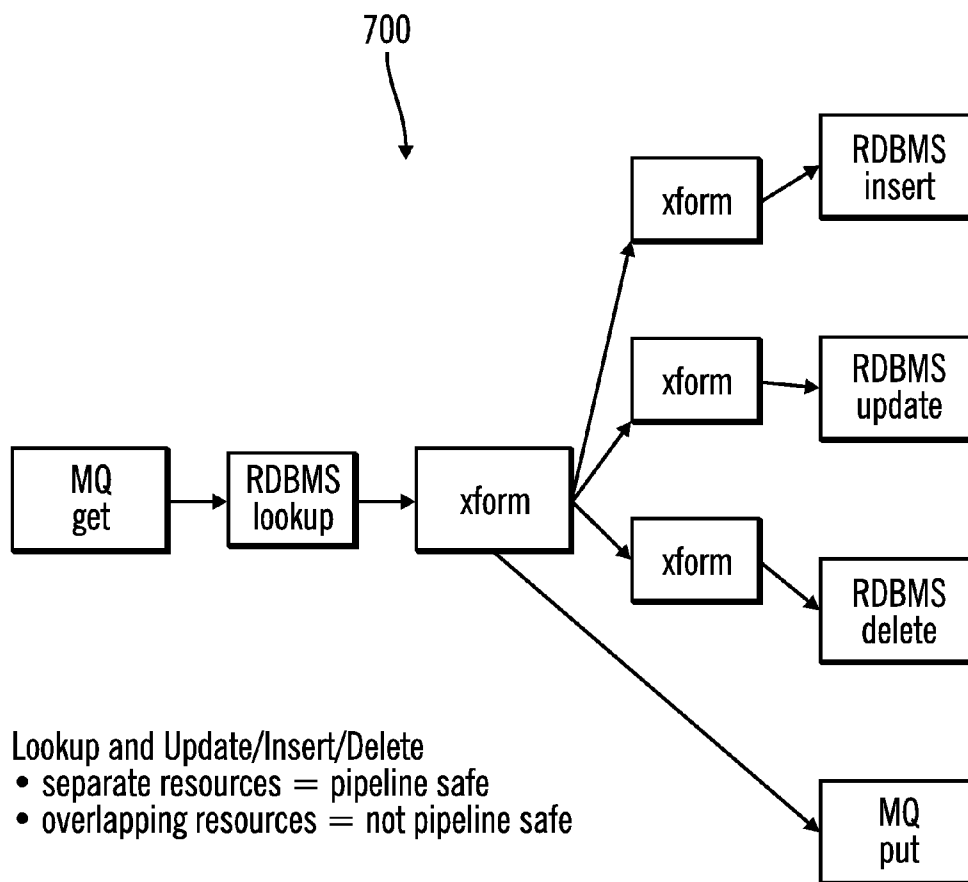 700
RDBMS
insert
xform
xform
RDBMS
update
MQ
get
RDBMS
lookup
xform
xform
RDBMS
delete
Lookup and Update/Insert/Delete
• separate resources = pipeline safe
• overlapping resources = not pipeline safe
MQ
put